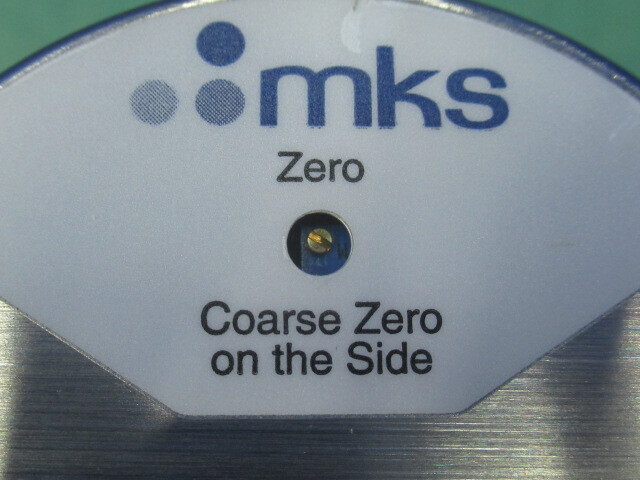 mks
Zero
Coarse Zero
on the Side